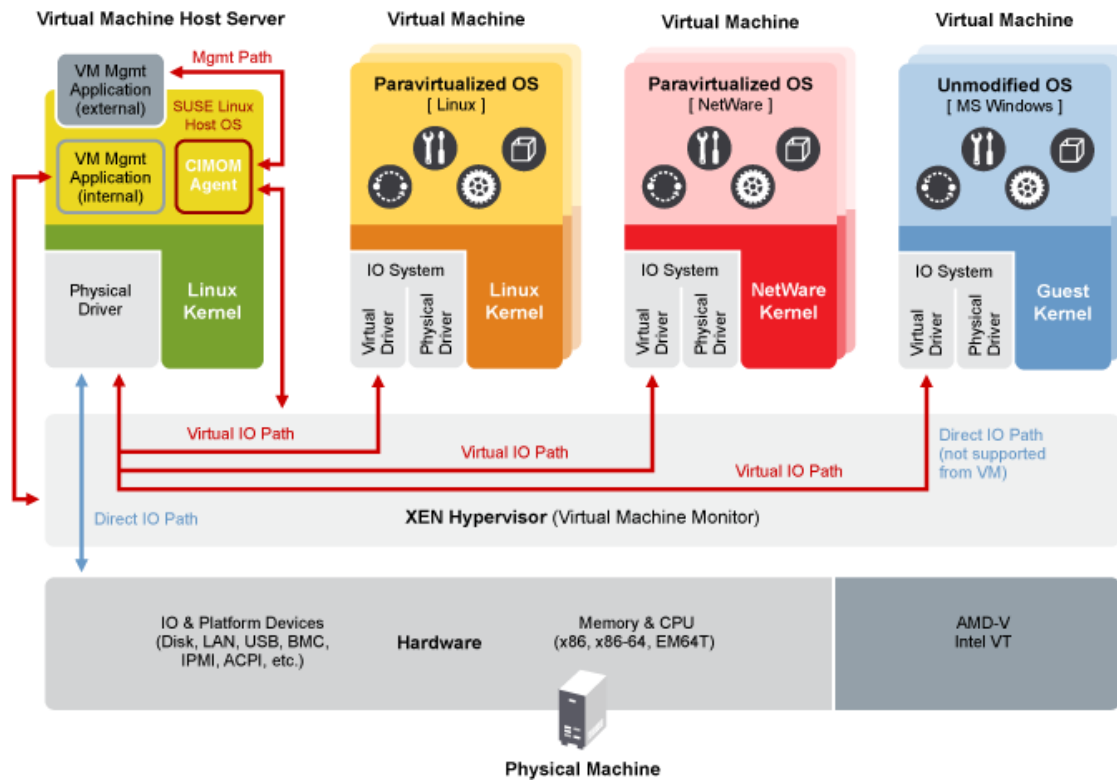 Virtual Machine Host Server
Virtual Machine
Virtual Machine
Virtual Machine
Mgmt Path
VM Mgmt
Application
(external)
SUSE Linux
Host OS
VM Mgmt
Application
(internal)
CIMOM
Agent
Physical
Driver
Linux
Kernel
Paravirtualized OS
[ Linux ]
IO System
Virtual
Driver
Physical
Driver
Linux
Kernel
Paravirtualized OS
[ NetWare ]
IO System
Virtual
Driver
Physical
Driver
NetWare
Kernel
Unmodified OS
[ MS Windows ]
IO System
Virtual
Driver
Physical
Driver
Guest
Kernel
Virtual IO Path
Virtual IO Path
Virtual IO Path
Direct IO Path
(not supported
from VM)
Direct IO Path
XEN Hypervisor (Virtual Machine Monitor)
IO & Platform Devices
(Disk, LAN, USB, BMC,
IPMI, ACPI, etc.)
Hardware
Memory & CPU
(x86, x86-64, EM64T)
AMD-V
Intel VT
Physical Machine